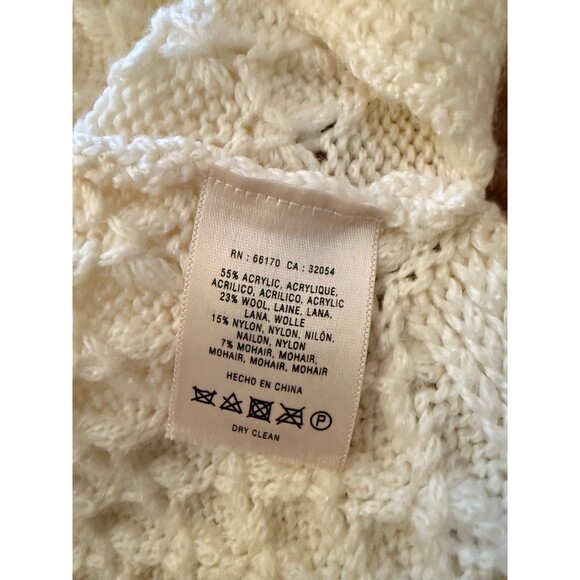 RN : 66170 CA : 32054
55% ACRYLIC, ACRYLIQUE,
ACRILICO, ACRILICO, ACRYLIC
23% WOOL, LAINE, LANA,
LANA, WOLLE
15% NYLON, NYLON, NILÓN,
NAILON, NYLON
7% MOHAIR, MOHAIR,
MOHAIR, MOHAIR, MOHAIR
HECHO EN CHINA
P
DRY CLEAN